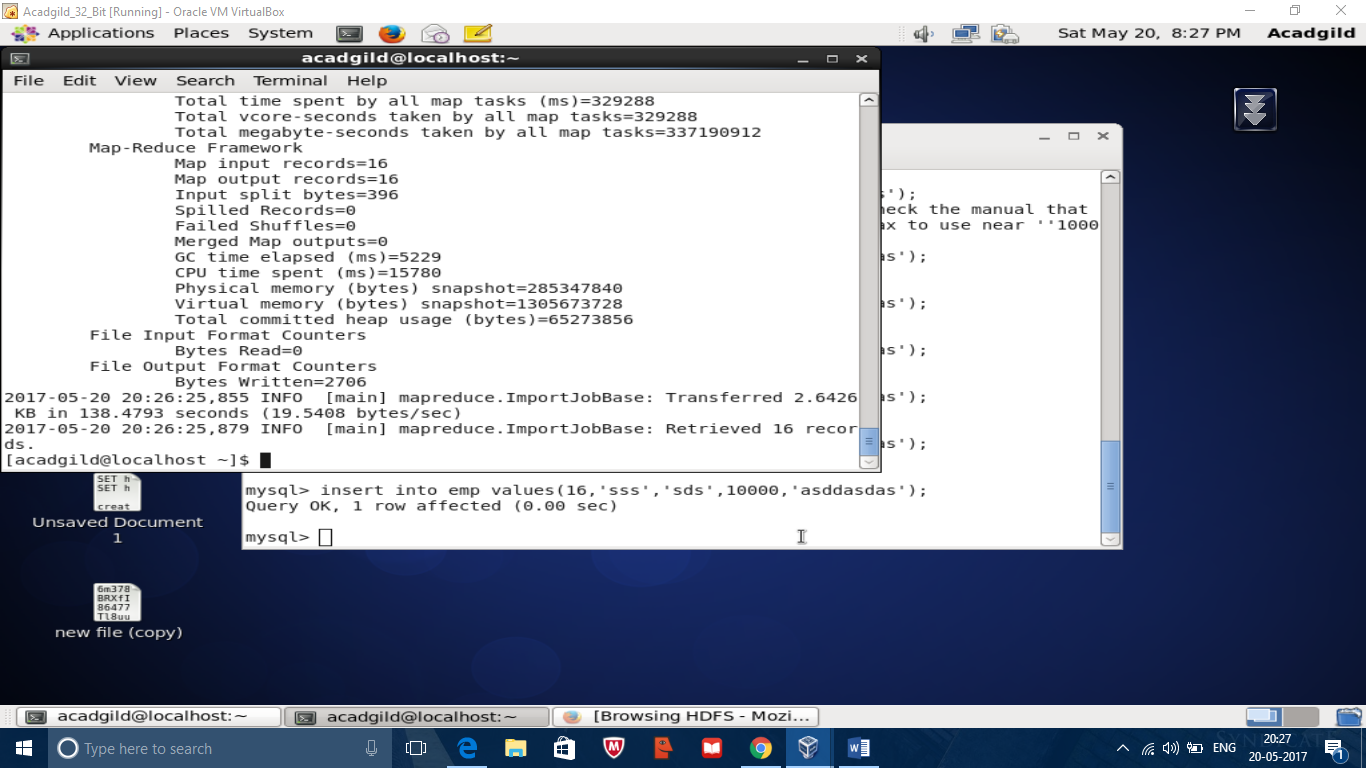 Acadgild_32_Bit [Running] - Oracle VM VirtualBox
Applications Places System Sat May 20, 8:27 PM Acadgild
acadgild@localhost:~
File Edit View Search Terminal Help
Total time spent by all map tasks (ms)=329288
Total vcore-seconds taken by all map tasks=329288
Total megabyte-seconds taken by all map tasks=337190912
Map-Reduce Framework
Map input records=16
Map output records=16
Input split bytes=396
Spilled Records=0
Failed Shuffles=0
Merged Map outputs=0
GC time elapsed (ms)=5229
CPU time spent (ms)=15780
Physical memory (bytes) snapshot=285347840
Virtual memory (bytes) snapshot=1305673728
Total committed heap usage (bytes)=65273856
File Input Format Counters
Bytes Read=0
File Output Format Counters
Bytes Written=2706
2017-05-20 20:26:25,855 INFO  [main] mapreduce.ImportJobBase: Transferred 2.6426
 KB in 138.4793 seconds (19.5408 bytes/sec)
2017-05-20 20:26:25,879 INFO  [main] mapreduce.ImportJobBase: Retrieved 16 recor
ds.
[acadgild@localhost ~]$
s');
heck the manual that
ax to use near ''1000
as');
as');
as');
as');
as');
mysql> insert into emp values(16,'sss','sds',10000,'asddasdas');
Query OK, 1 row affected (0.00 sec)
mysql>
SET h
SET h
creat
Unsaved Document
1
6m378
BRXfI
86477
Tl8uu
new file (copy)
acadgild@localhost:~
acadgild@localhost:~
[Browsing HDFS - Mozi...
Type here to search
ENG
20:27
20-05-2017
1